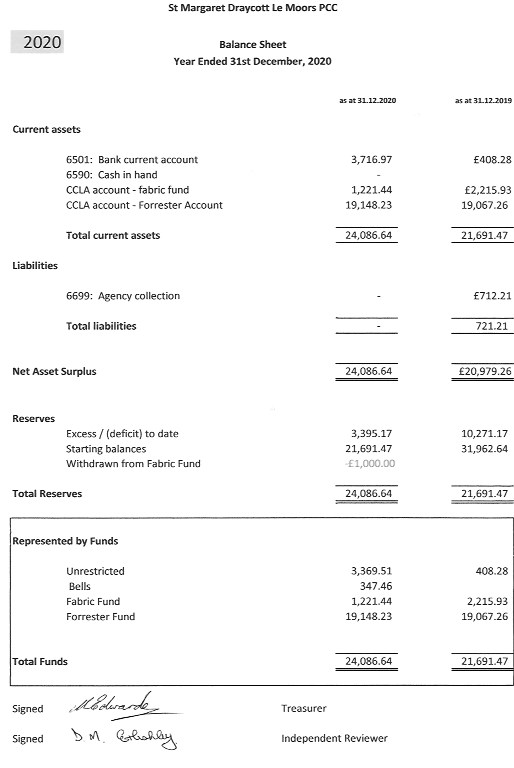 St Margaret Draycott Le Moors PCC
2020
Balance Sheet
Year Ended 31st December, 2020
as at 31.12.2020 as at 31.12.2019
Current assets
6501: Bank current account 3,716.97 £408.28
6590: Cash in hand -
CCLA account - fabric fund 1,221.44 £2,215.93
CCLA account - Forrester Account 19,148.23 19,067.26
Total current assets 24,086.64 21,691.47
Liabilities
6699: Agency collection - £712.21
Total liabilities - 721.21
Net Asset Surplus 24,086.64 £20,979.26
Reserves
Excess / (deficit) to date 3,395.17 10,271.17
Starting balances 21,691.47 31,962.64
Withdrawn from Fabric Fund -£1,000.00
Total Reserves 24,086.64 21,691.47
Represented by Funds
Unrestricted 3,369.51 408.28
Bells 347.46
Fabric Fund 1,221.44 2,215.93
Forrester Fund 19,148.23 19,067.26
Total Funds 24,086.64 21,691.47
Signed Edwards Treasurer
Signed D M. Independent Reviewer